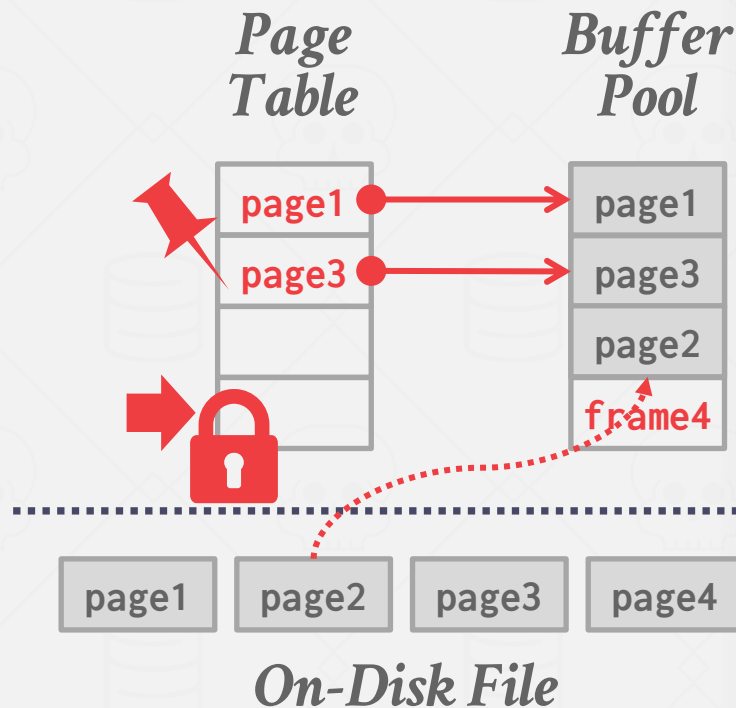 Page
Table
Buffer
Pool
page1
page3
page1
page3
page2
frame4
page1
page2
page3
page4
On-Disk File